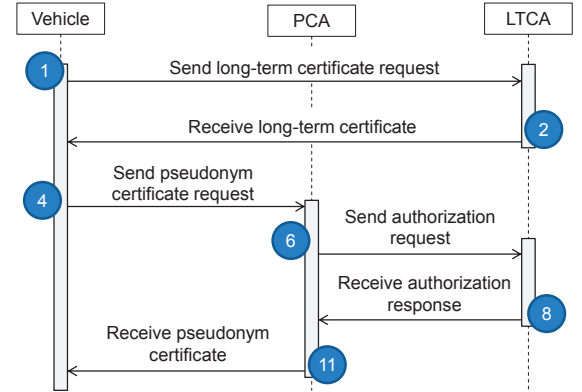 Vehicle
PCA
LTCA
1
Send long-term certificate request
Receive long-term certificate
2
Send pseudonym
certificate request
4
Send authorization
request
6
Receive authorization
response
8
Receive pseudonym
certificate
11